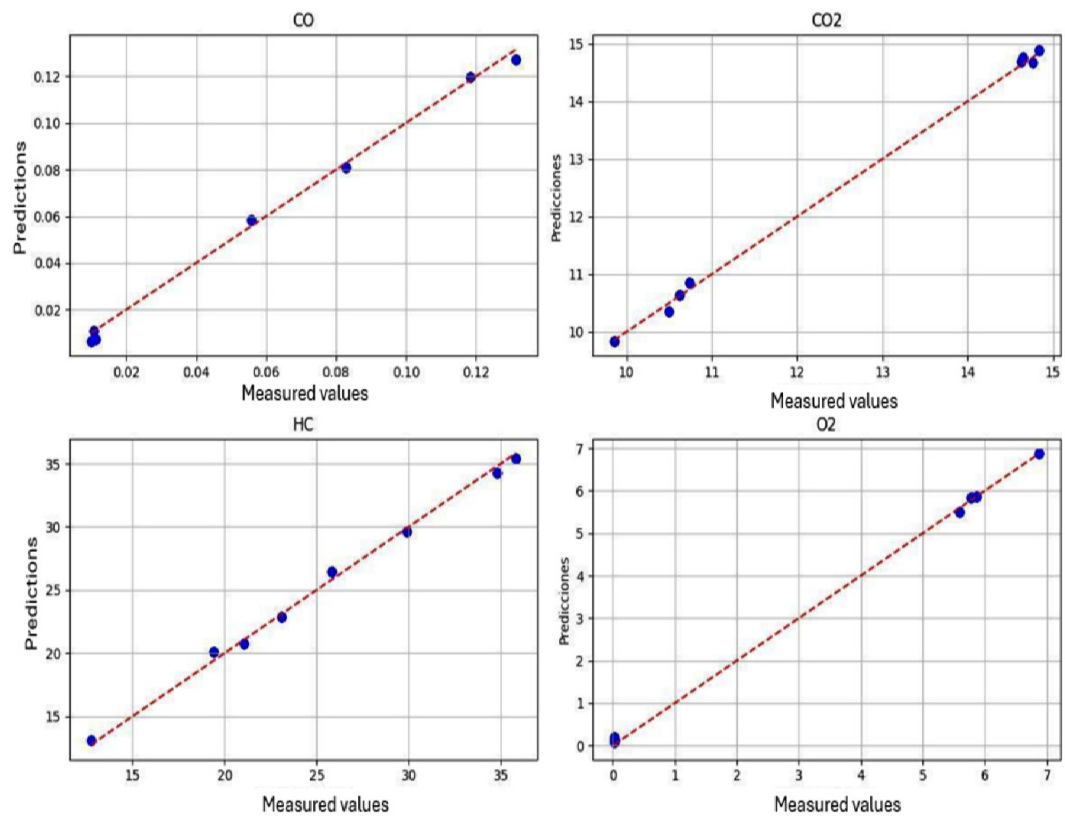 CO
Predictions
0.12
0.10
0.08
0.06
0.04
0.02
0.02 0.04 0.06 0.08 0.10 0.12
Measured values
CO2
Predicciones
15
14
13
12
11
10
10 11 12 13 14 15
Measured values
HC
Predictions
35
30
25
20
15
15 20 25 30 35
Measured values
O2
Predicciones
7
6
5
4
3
2
1
0
0 1 2 3 4 5 6 7
Measured values